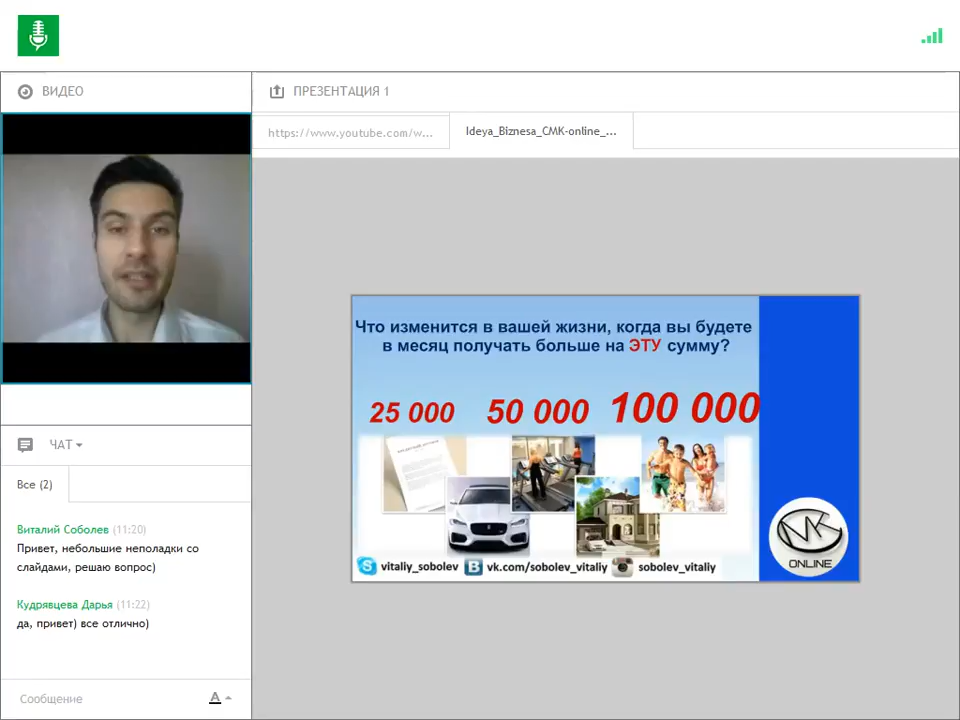 ВИДЕО
ПРЕЗЕНТАЦИЯ 1
https://www.youtube.com/w...
Ideya_Biznesa_CMK-online_...
Что изменится в вашей жизни, когда вы будете
в месяц получать больше на ЭТУ сумму?
25 000 50 000 100 000
vitaliy_sobolev vk.com/sobolev_vitaliy sobolev_vitaliy
ONLINE
ЧАТ
Все (2)
Виталий Соболев (11:20)
Привет, небольшие неполадки со
слайдами, решаю вопрос)
Кудрявцева Дарья (11:22)
да, привет) все отлично)
Сообщение
A